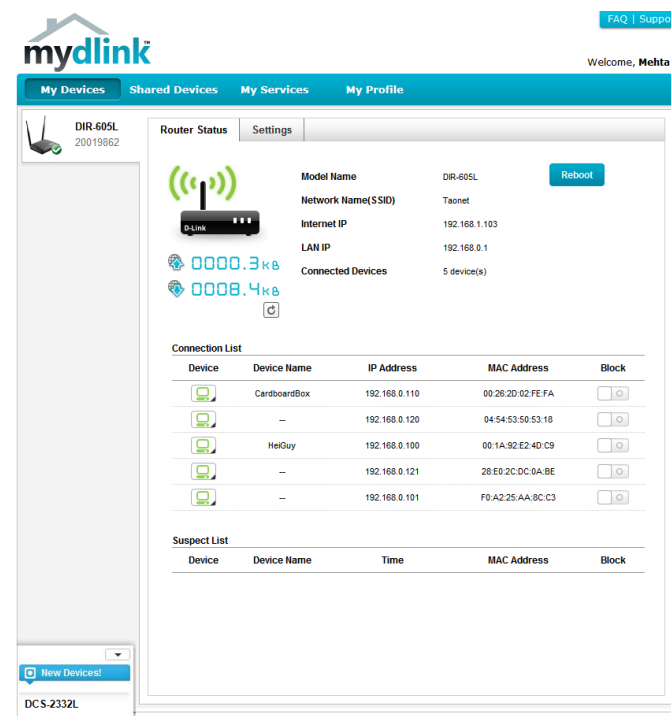 FAQ | Suppo
mydlink™
Welcome, Mehta
My Devices Shared Devices My Services My Profile
DIR-605L
20019862
Router Status Settings
D-Link
Model Name DIR-605L Reboot
Network Name(SSID) Taonet
Internet IP 192.168.1.103
LAN IP 192.168.0.1
Connected Devices 5 device(s)
0000.3KB
0008.4KB
Connection List
Device Device Name IP Address MAC Address Block
CardboardBox 192.168.0.110 00:26:2D:02:FE:FA
-- 192.168.0.120 04:54:53:50:53:18
HeiGuy 192.168.0.100 00:1A:92:E2:4D:C9
-- 192.168.0.121 28:E0:2C:DC:0A:BE
-- 192.168.0.101 F0:A2:25:AA:8C:C3
Suspect List
Device Device Name Time MAC Address Block
New Devices!
DCS-2332L